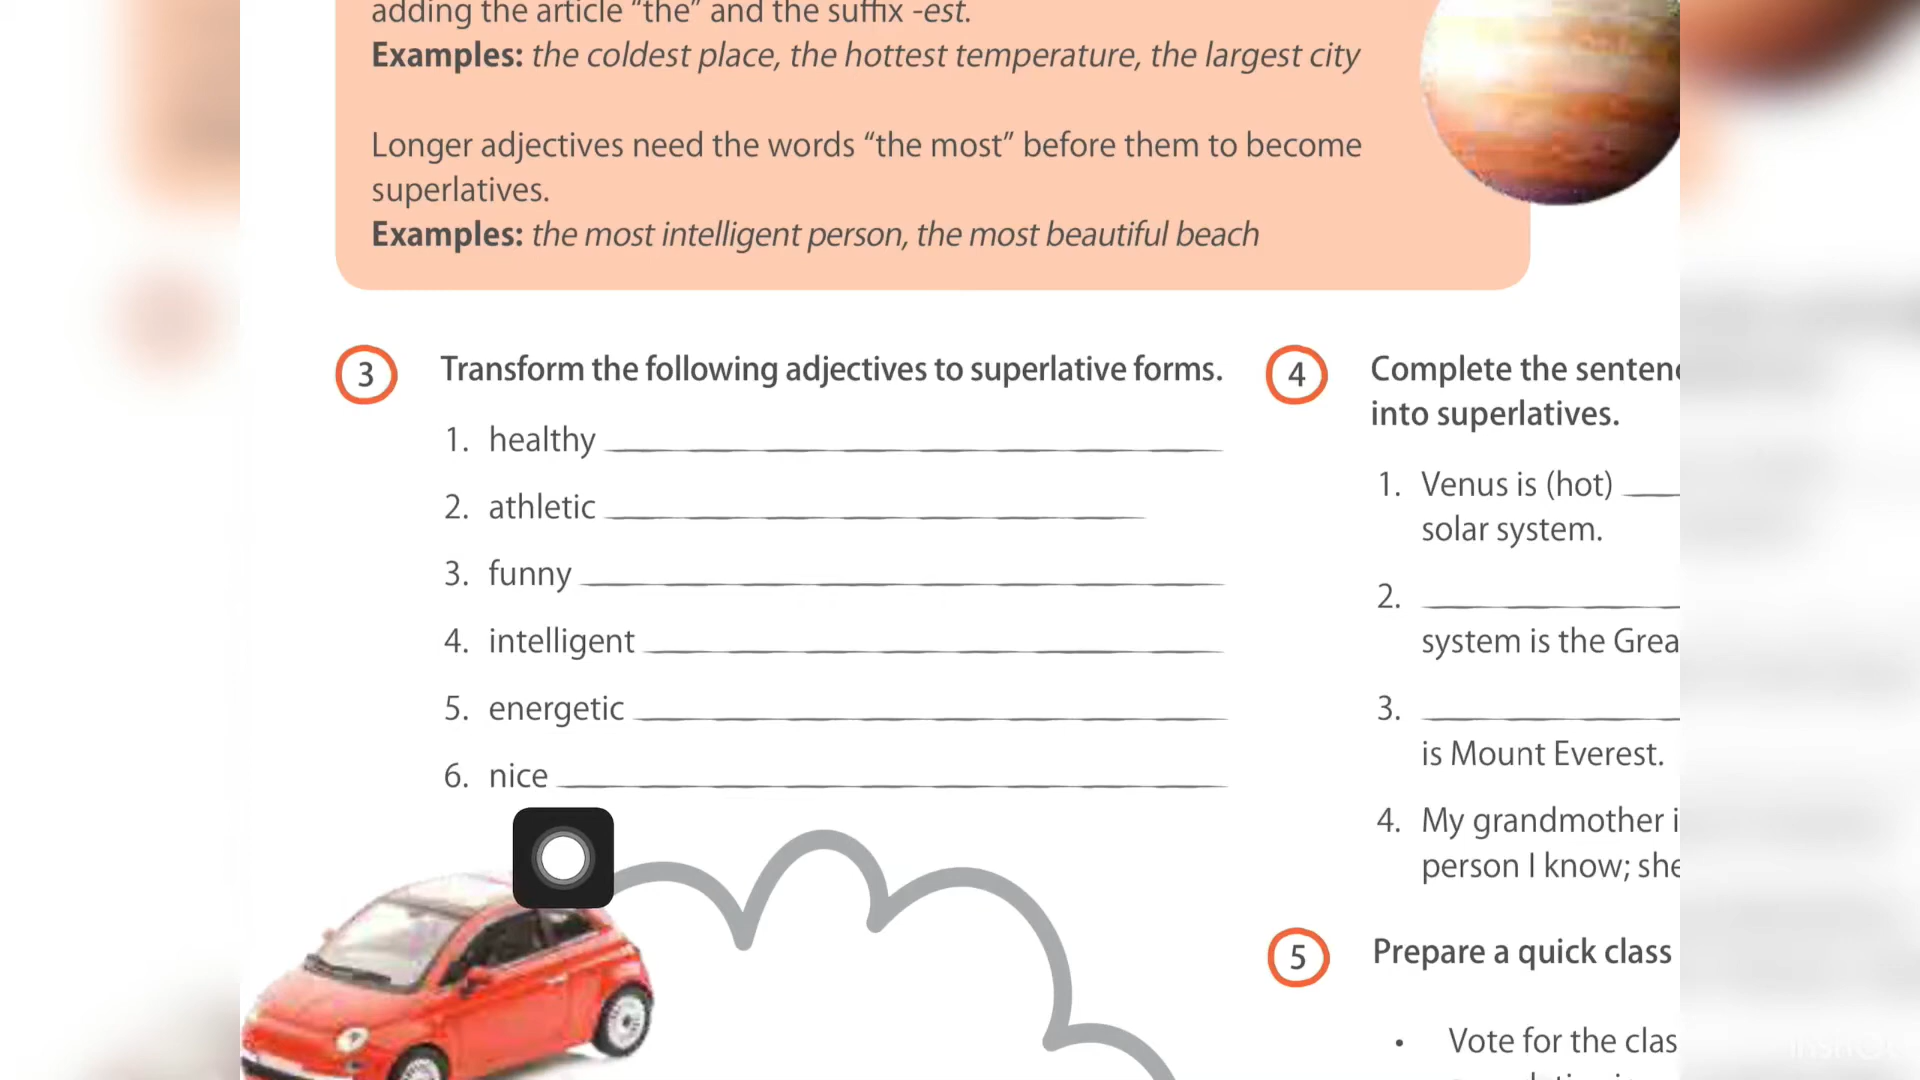 adding the article “the” and the suffix -est.
Examples: the coldest place, the hottest temperature, the largest city
Longer adjectives need the words “the most” before them to become
superlatives.
Examples: the most intelligent person, the most beautiful beach
3 Transform the following adjectives to superlative forms.
1. healthy
2. athletic
3. funny
4. intelligent
5. energetic
6. nice
4 Complete the
into superlatives.
1. Venus is (hot)
solar system.
2.
system is the
3.
is Mount Everest.
4. My grandmother
person I know;
5 Prepare a quick class
• Vote for the